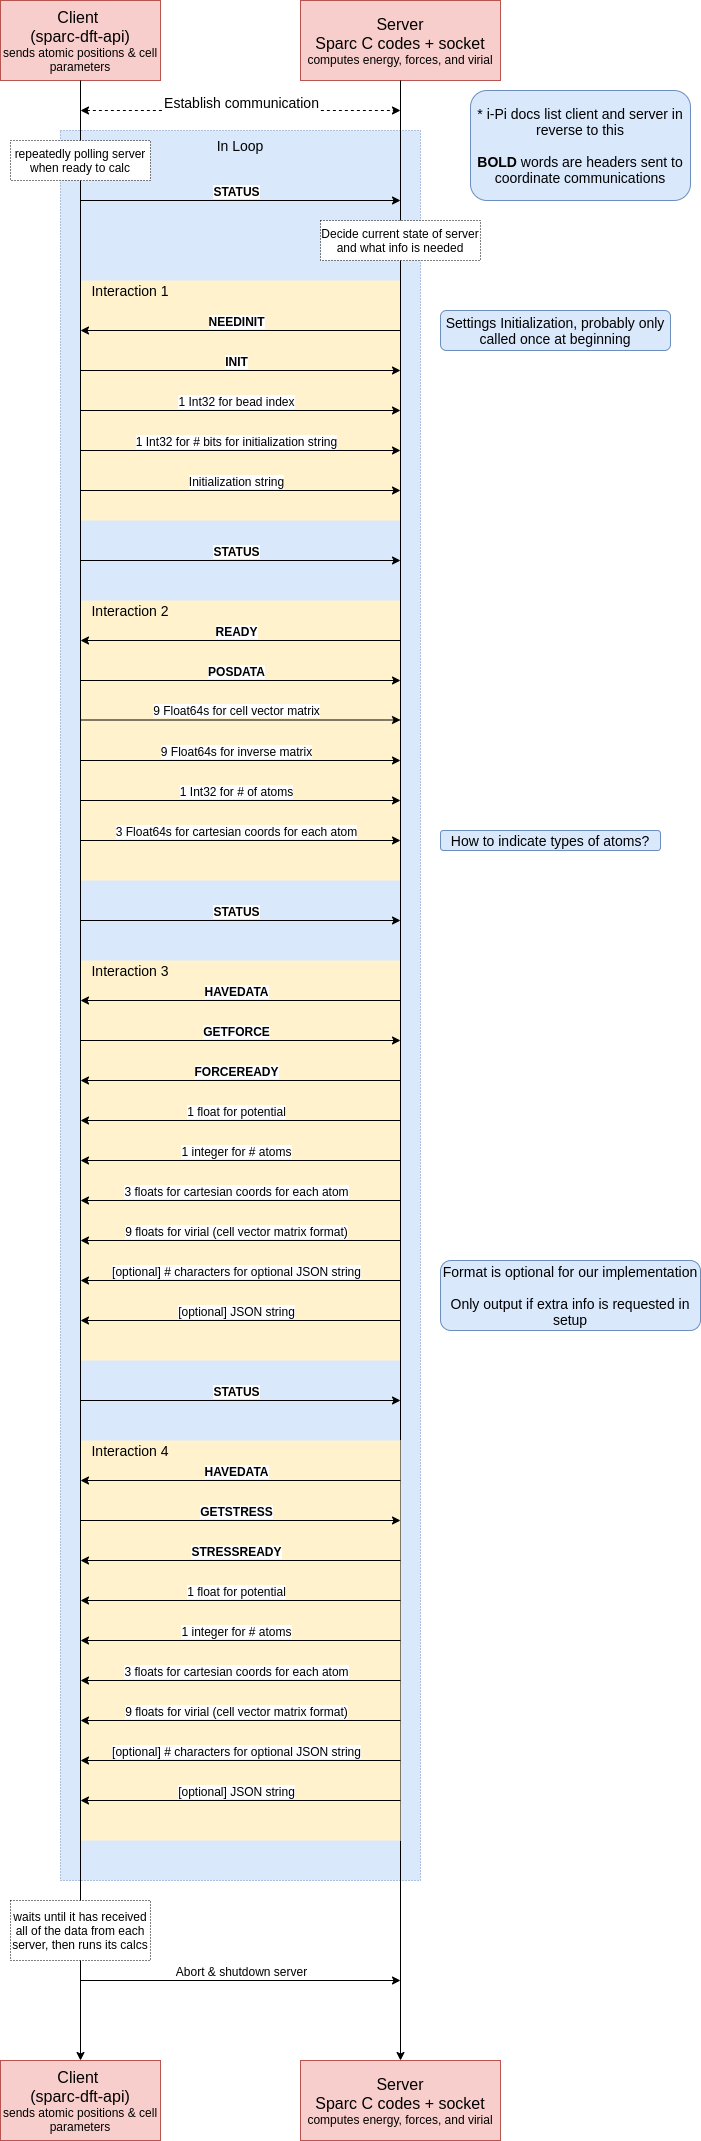 Client
(sparc-dft-api)
sends atomic positions & cell
parameters
Server
Sparc C codes + socket
computes energy, forces, and virial
Establish communication
* i-Pi docs list client and server in
reverse to this
BOLD words are headers sent to
coordinate communications
In Loop
repeatedly polling server
when ready to calc
STATUS
Decide current state of server
and what info is needed
Interaction 1
NEEDINIT
Settings Initialization, probably only
called once at beginning
INIT
1 Int32 for bead index
1 Int32 for # bits for initialization string
Initialization string
STATUS
Interaction 2
READY
POSDATA
9 Float64s for cell vector matrix
9 Float64s for inverse matrix
1 Int32 for # of atoms
3 Float64s for cartesian coords for each atom
How to indicate types of atoms?
STATUS
Interaction 3
HAVEDATA
GETFORCE
FORCEREADY
1 float for potential
1 integer for # atoms
3 floats for cartesian coords for each atom
9 floats for virial (cell vector matrix format)
[optional] # characters for optional JSON string
Format is optional for our implementation
Only output if extra info is requested in
setup
[optional] JSON string
STATUS
Interaction 4
HAVEDATA
GETSTRESS
STRESSREADY
1 float for potential
1 integer for # atoms
3 floats for cartesian coords for each atom
9 floats for virial (cell vector matrix format)
[optional] # characters for optional JSON string
[optional] JSON string
waits until it has received
all of the data from each
server, then runs its calcs
Abort & shutdown server
Client
(sparc-dft-api)
sends atomic positions & cell
parameters
Server
Sparc C codes + socket
computes energy, forces, and virial